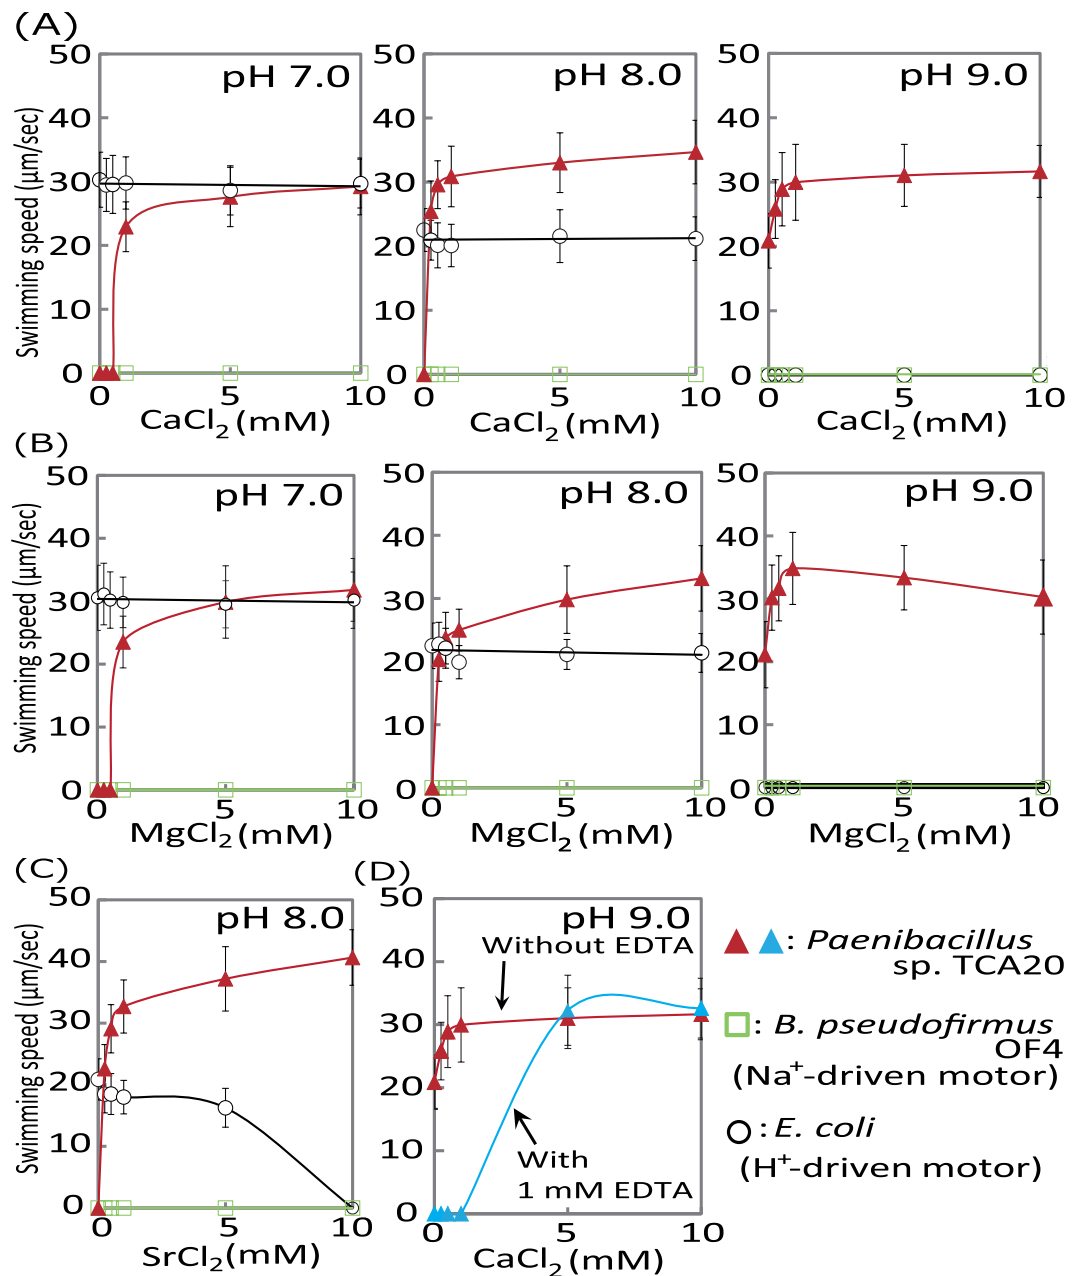 (A)
50
40
30
20
10
0
Swimming speed (μm/sec)
pH 7.0
0 5 10
CaCl2 (mM)
50
40
30
20
10
0
pH 8.0
0 5 10
CaCl2 (mM)
50
40
30
20
10
0
pH 9.0
0 5 10
CaCl2 (mM)
(B)
50
40
30
20
10
0
Swimming speed (μm/sec)
pH 7.0
0 5 10
MgCl2 (mM)
50
40
30
20
10
0
pH 8.0
0 5 10
MgCl2 (mM)
50
40
30
20
10
0
pH 9.0
0 5 10
MgCl2 (mM)
(C)
50
40
30
20
10
0
Swimming speed (μm/sec)
pH 8.0
0 5 10
SrCl2 (mM)
(D)
50
40
30
20
10
0
pH 9.0
Without EDTA
With
1 mM EDTA
0 5 10
CaCl2 (mM)
: Paenibacillus
sp. TCA20
: B. pseudofirmus
OF4
(Na+-driven motor)
: E. coli
(H+-driven motor)